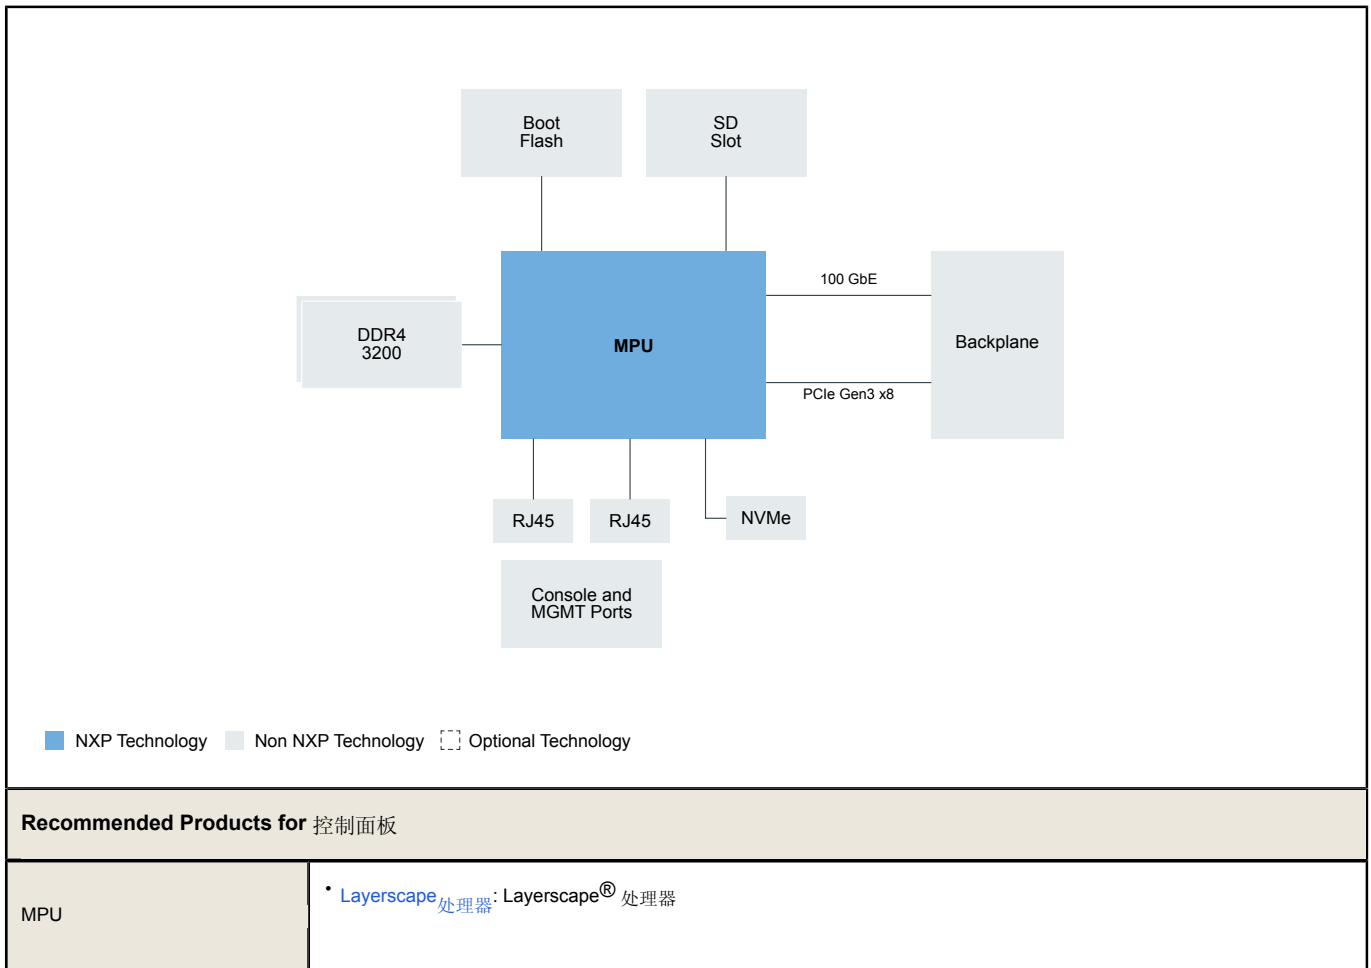 Boot
Flash
SD
Slot
100 GbE
DDR4
3200
MPU
Backplane
PCIe Gen3 x8
RJ45
RJ45
NVMe
Console and
MGMT Ports
NXP Technology
Non NXP Technology
Optional Technology
Recommended Products for 控制面板
MPU
• Layerscape处理器: Layerscape® 处理器